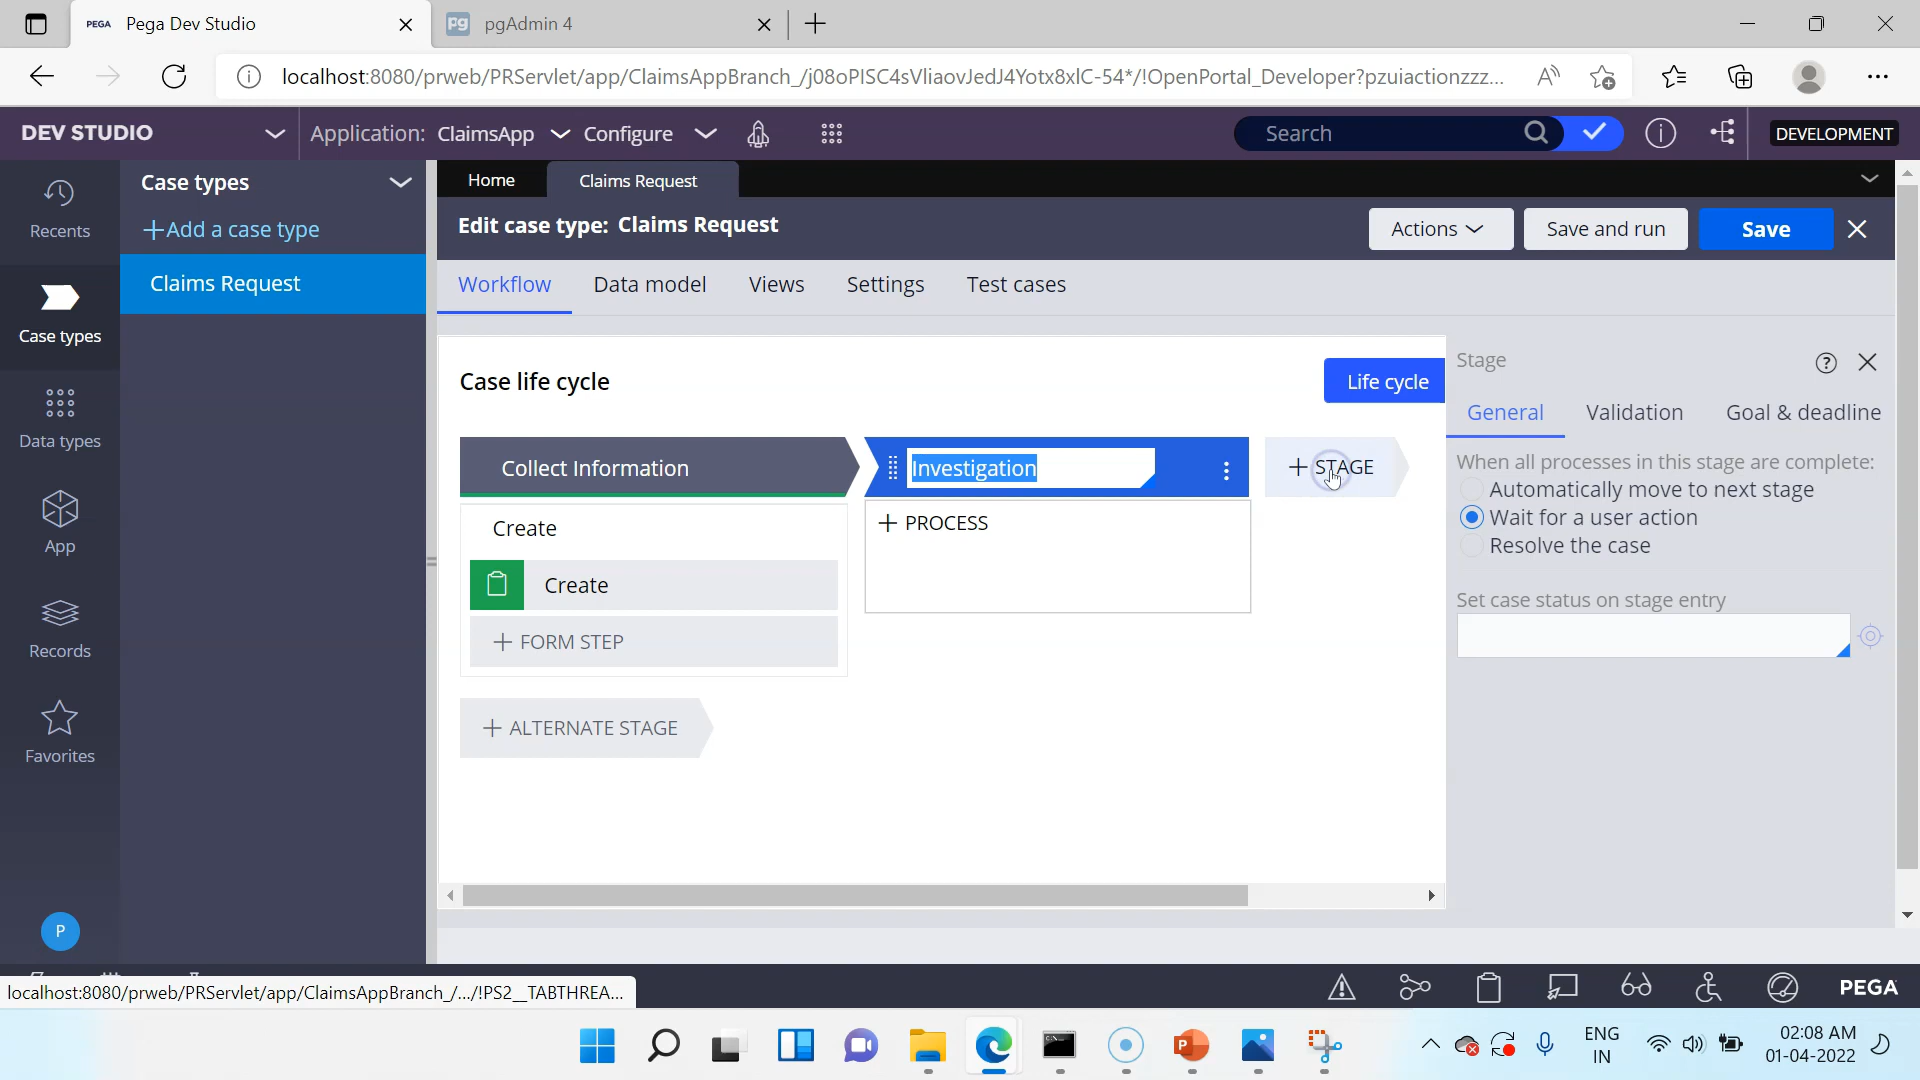 PEGA Pega Dev Studio
pg pgAdmin 4
localhost:8080/prweb/PRServlet/app/ClaimsAppBranch_/j08oPISC4sVliaovJedJ4Yotx8xlC-54*/!OpenPortal_Developer?pzuiactionzzz...
DEV STUDIO
Application: ClaimsApp
Configure
Search
DEVELOPMENT
Recents
Case types
Data types
App
Records
Favorites
P
Case types
+Add a case type
Claims Request
Home
Claims Request
Edit case type: Claims Request
Actions
Save and run
Save
Workflow
Data model
Views
Settings
Test cases
Case life cycle
Life cycle
Collect Information
Investigation
+ STAGE
Create
Create
+ FORM STEP
+ PROCESS
+ ALTERNATE STAGE
Stage
General
Validation
Goal & deadline
When all processes in this stage are complete:
Automatically move to next stage
Wait for a user action
Resolve the case
Set case status on stage entry
localhost:8080/prweb/PRServlet/app/ClaimsAppBranch_/.../!PS2__TABTHREA...
PEGA
ENG
IN
02:08 AM
01-04-2022